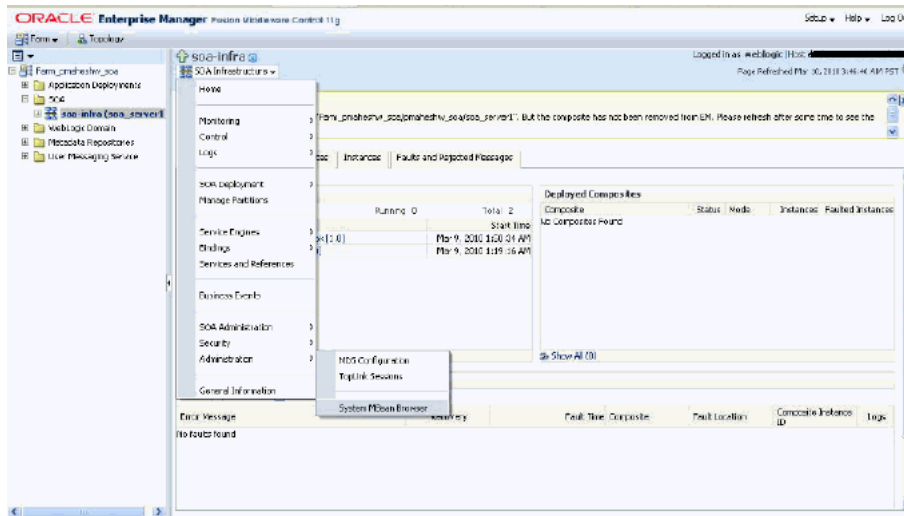 ORACLE Enterprise Manager Fusion Middleware Control 11g
Setup Help Log O
Farm Topology
soa-infra
Logged in as weblogic |Host
SOA Infrastructure
Page Refreshed Mar 10, 2010 3:46:46 AM PST
Farm_pmaheshw_soa
Application Deployments
SOA
soa-infra (soa_server1
WebLogic Domain
Metadata Repositories
User Messaging Service
Home
Monitoring
Control
Logs
SOA Deployment
Manage Partitions
Service Engines
Bindings
Services and References
Business Events
SOA Administration
Security
Administration
General Information
MDS Configuration
TopLink Sessions
System MBean Browser
/Farm_pmaheshw_soa/pmaheshw_soa/soa_server1". But the composite has not been removed from EM. Please refresh after some time to see the
Instances Faults and Rejected Messages
Running 0 Total 2
Start Time
[1.0] Mar 9, 2010
Mar 9, 2010 1:19:16 AM
Deployed Composites
Composite Status Mode Instances Faulted Instances
No Composites Found
Show All (0)
Error Message Recovery Fault Time Composite Fault Location Composite Instance ID Logs
No faults found